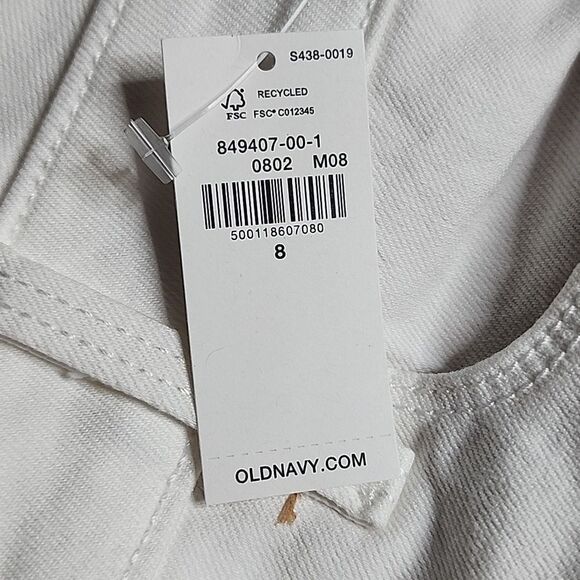 S438-0019
RECYCLED
FSC
FSC® C012345
849407-00-1
0802 M08
500118607080
8
OLDNAVY.COM